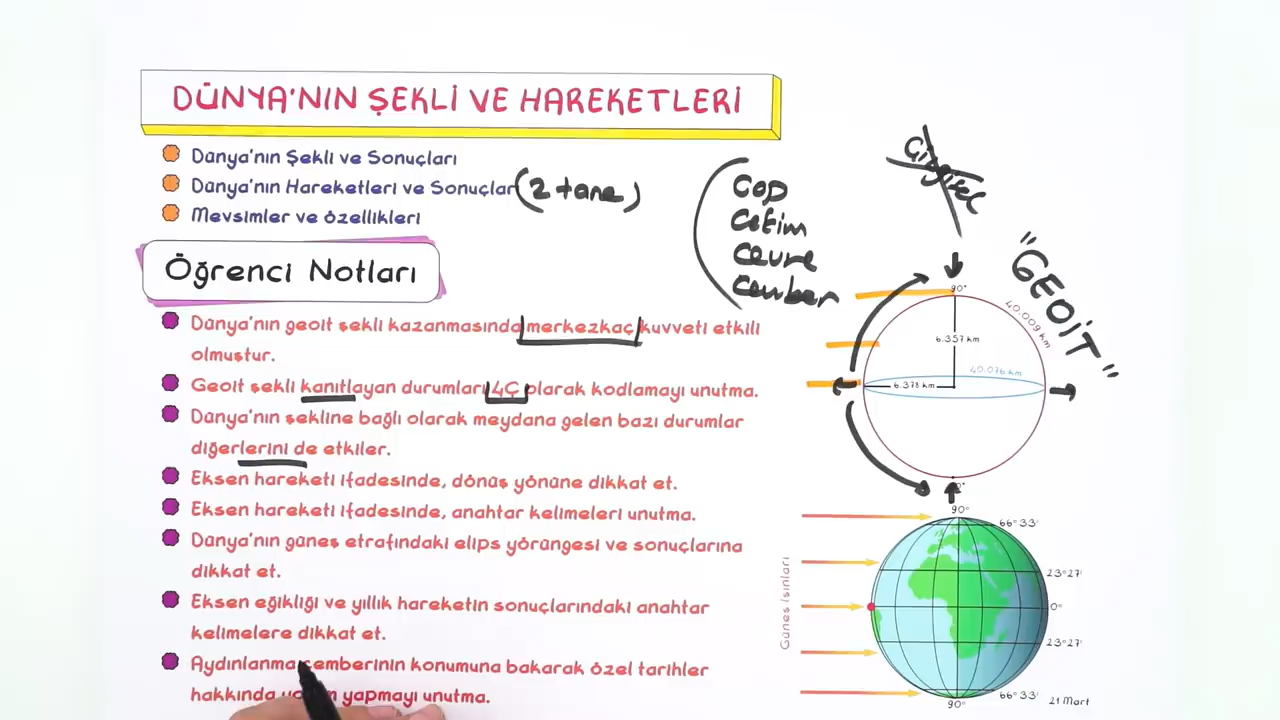 DÜNYA'NIN ŞEKLİ VE HAREKETLERİ
Dünya'nın Şekli ve Sonuçları
Dünya'nın Hareketleri ve Sonuçlar
(2 tane)
Mevsimler ve özellikleri
Öğrenci Notları
Dünya'nın geoit şekli kazanmasında merkezkaç kuvveti etkili
olmuştur.
Geoit şekli kanıtlayan durumları 4Ç olarak kodlamayı unutma.
Dünya'nın şekline bağlı olarak meydana gelen bazı durumlar
diğerlerini de etkiler.
Eksen hareketi ifadesinde, dönüş yönüne dikkat et.
Eksen hareketi ifadesinde, anahtar kelimeleri unutma.
Dünya'nın güneş etrafındaki elips yörüngesi ve sonuçlarına
dikkat et.
Eksen eğikliği ve yıllık hareketin sonuçlarındaki anahtar
kelimelere dikkat et.
Aydınlanma çemberinin konumuna bakarak özel tarihler
hakkında yapmayı unutma.
Çap
Çekim
Çevre
Çember
Çizgisel
"GEOİT"
90°
40.009 km
6.357 km
40.076 km
6.378 km
90°
66°33'
23°27'
0°
23°27'
66°33'
90°
21 Mart
Güneş Işınları